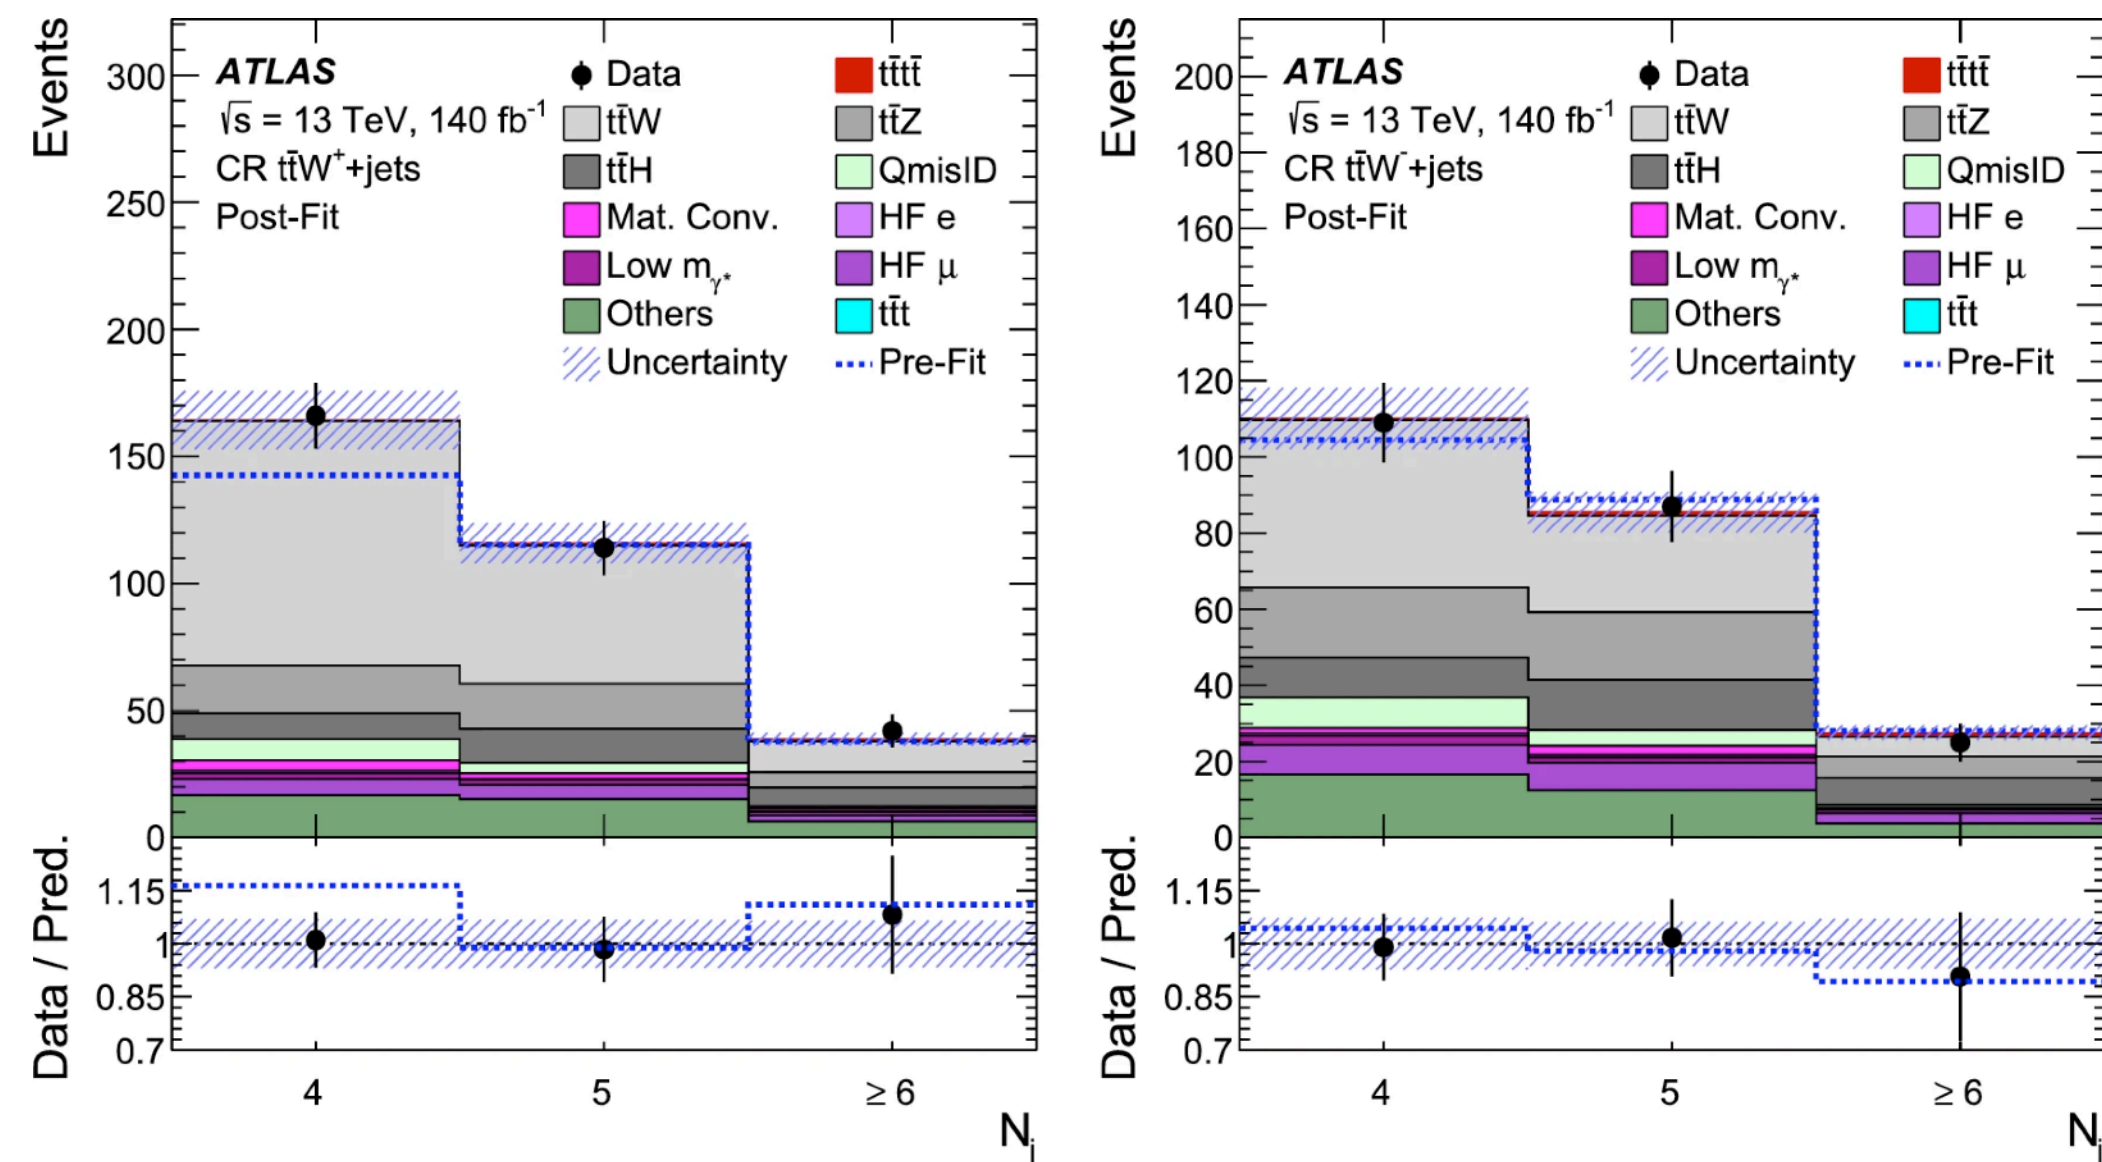 Events
300
250
200
150
100
50
0
ATLAS
√s = 13 TeV, 140 fb⁻¹
CR tt̄W⁺+jets
Post-Fit
Data
tt̄tt̄
tt̄W
tt̄Z
tt̄H
QmisID
Mat. Conv.
HF e
Low mγ*
HF μ
Others
tt̄t
Uncertainty
Pre-Fit
Data / Pred.
1.15
1
0.85
0.7
4
5
≥ 6
Nj
Events
200
180
160
140
120
100
80
60
40
20
0
ATLAS
√s = 13 TeV, 140 fb⁻¹
CR tt̄W⁻+jets
Post-Fit
Data
tt̄tt̄
tt̄W
tt̄Z
tt̄H
QmisID
Mat. Conv.
HF e
Low mγ*
HF μ
Others
tt̄t
Uncertainty
Pre-Fit
Data / Pred.
1.15
1
0.85
0.7
4
5
≥ 6
Nj